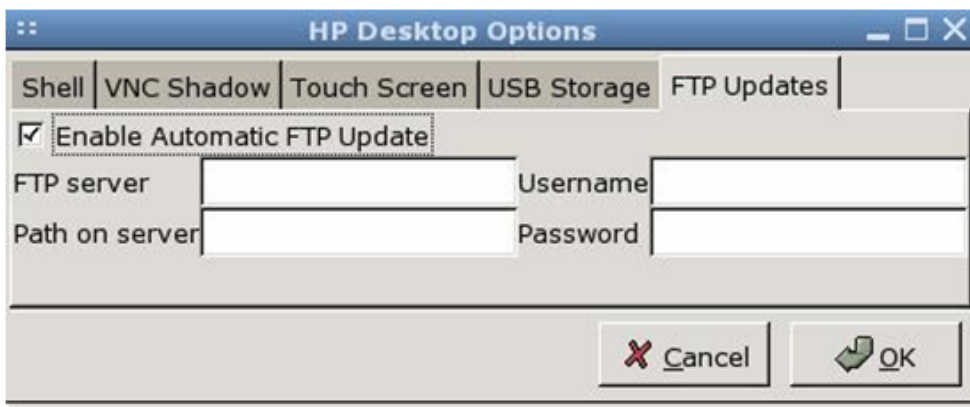 HP Desktop Options
Shell VNC Shadow Touch Screen USB Storage FTP Updates
Enable Automatic FTP Update
FTP server Username
Path on server Password
Cancel OK